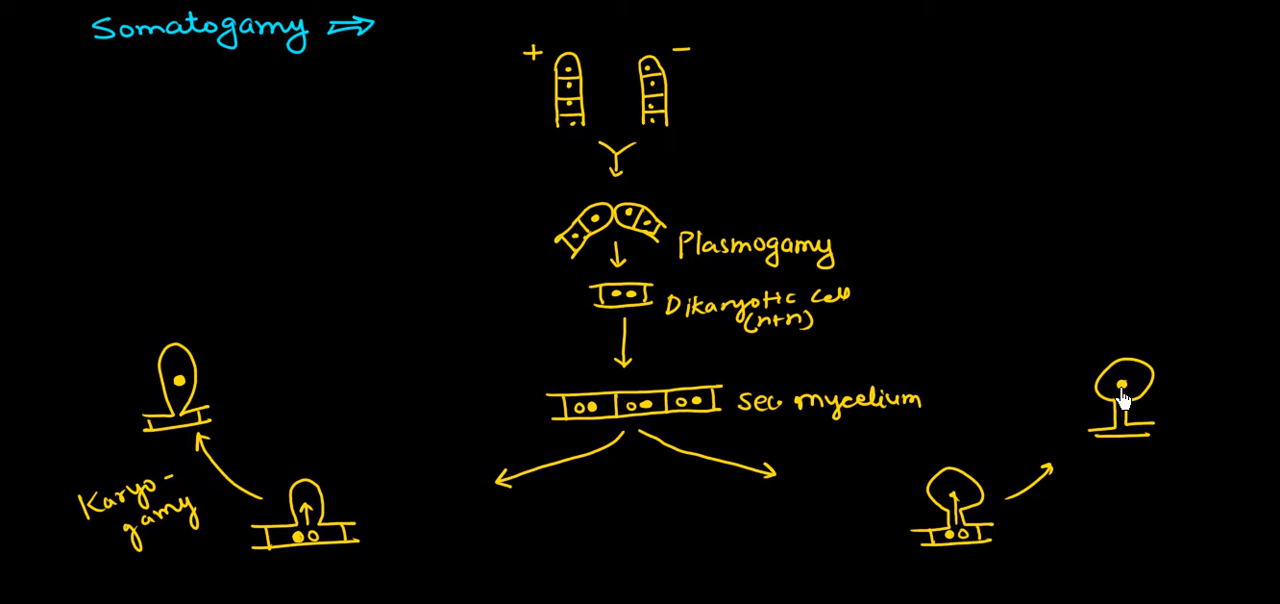 Somatogamy ⇒
+ −
Plasmogamy
Dikaryotic cell
(n+n)
Sec mycelium
Karyo-
gamy